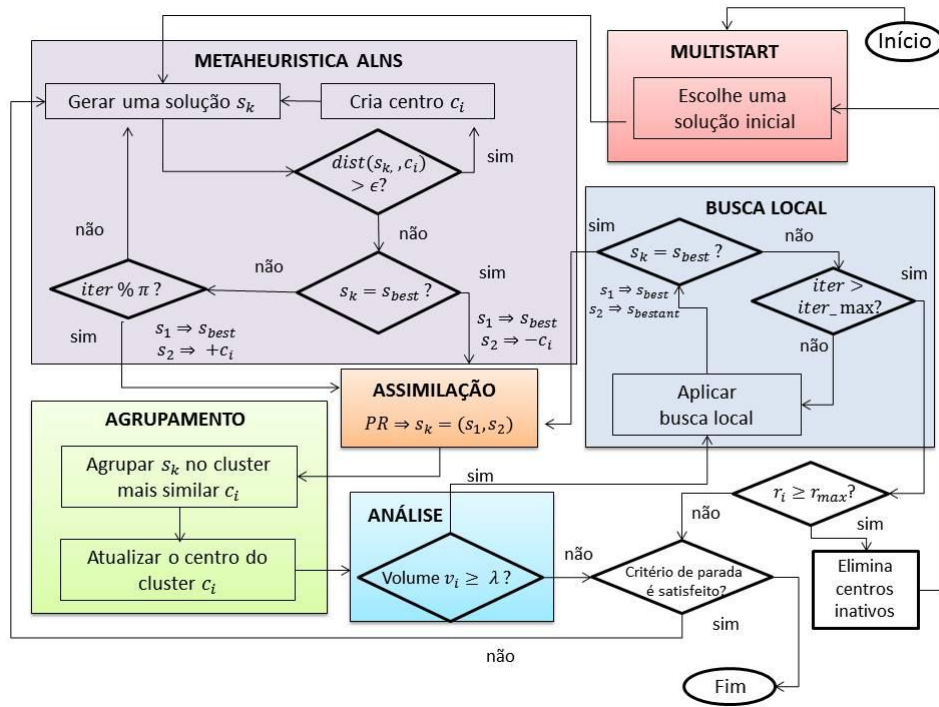 Início
MULTISTART
Escolhe uma
solução inicial
METAHEURISTICA ALNS
Gerar uma solução s_k
Cria centro c_i
dist(s_k, ,c_i)
> ϵ?
sim
não
s_k = s_best ?
não
sim
iter % π ?
não
sim
s_1 ⇒ s_best
s_2 ⇒ +c_i
s_1 ⇒ s_best
s_2 ⇒ −c_i
BUSCA LOCAL
sim
s_k = s_best ?
não
sim
s_1 ⇒ s_best
s_2 ⇒ s_bestant
iter >
iter_max?
não
Aplicar
busca local
ASSIMILAÇÃO
PR ⇒ s_k = (s_1, s_2)
AGRUPAMENTO
Agrupar s_k no cluster
mais similar c_i
Atualizar o centro do
cluster c_i
ANÁLISE
Volume v_i ≥ λ ?
sim
não
r_i ≥ r_max?
não
sim
Elimina
centros
inativos
Critério de parada
é satisfeito?
sim
não
Fim